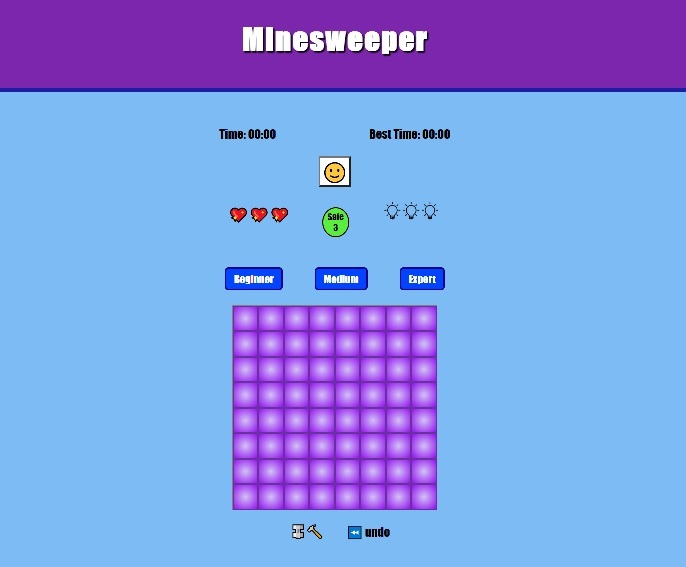 Minesweeper
Time: 00:00 Best Time: 00:00
Safe
3
Beginner Medium Expert
undo